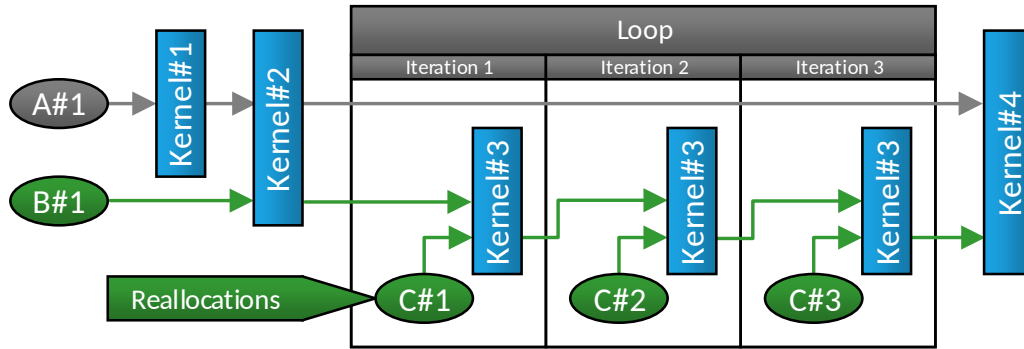 Loop
Iteration 1
Iteration 2
Iteration 3
A#1
Kernel#1
Kernel#2
Kernel#4
B#1
Kernel#3
Kernel#3
Kernel#3
Reallocations
C#1
C#2
C#3